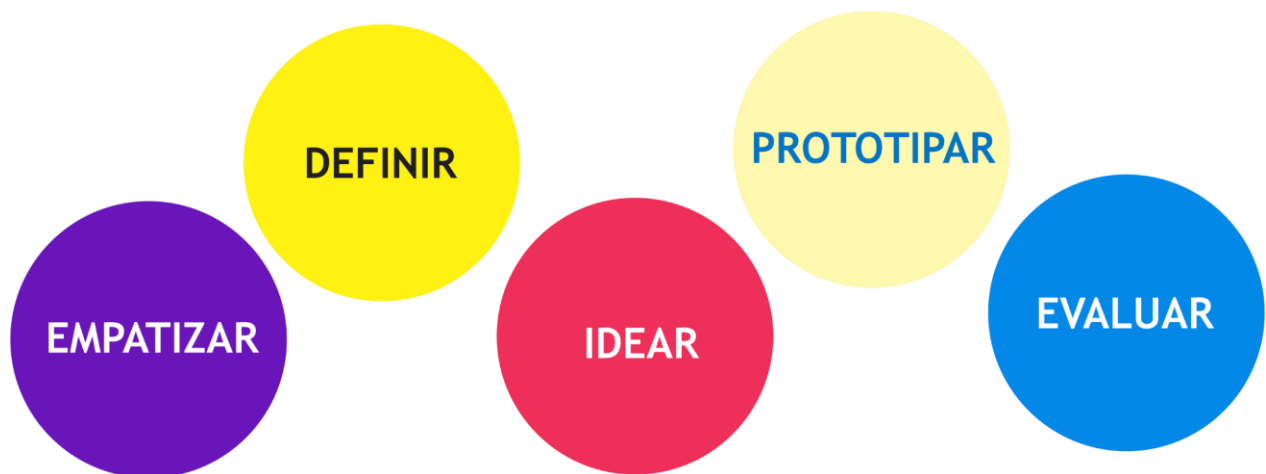 EMPATIZAR
DEFINIR
IDEAR
PROTOTIPAR
EVALUAR